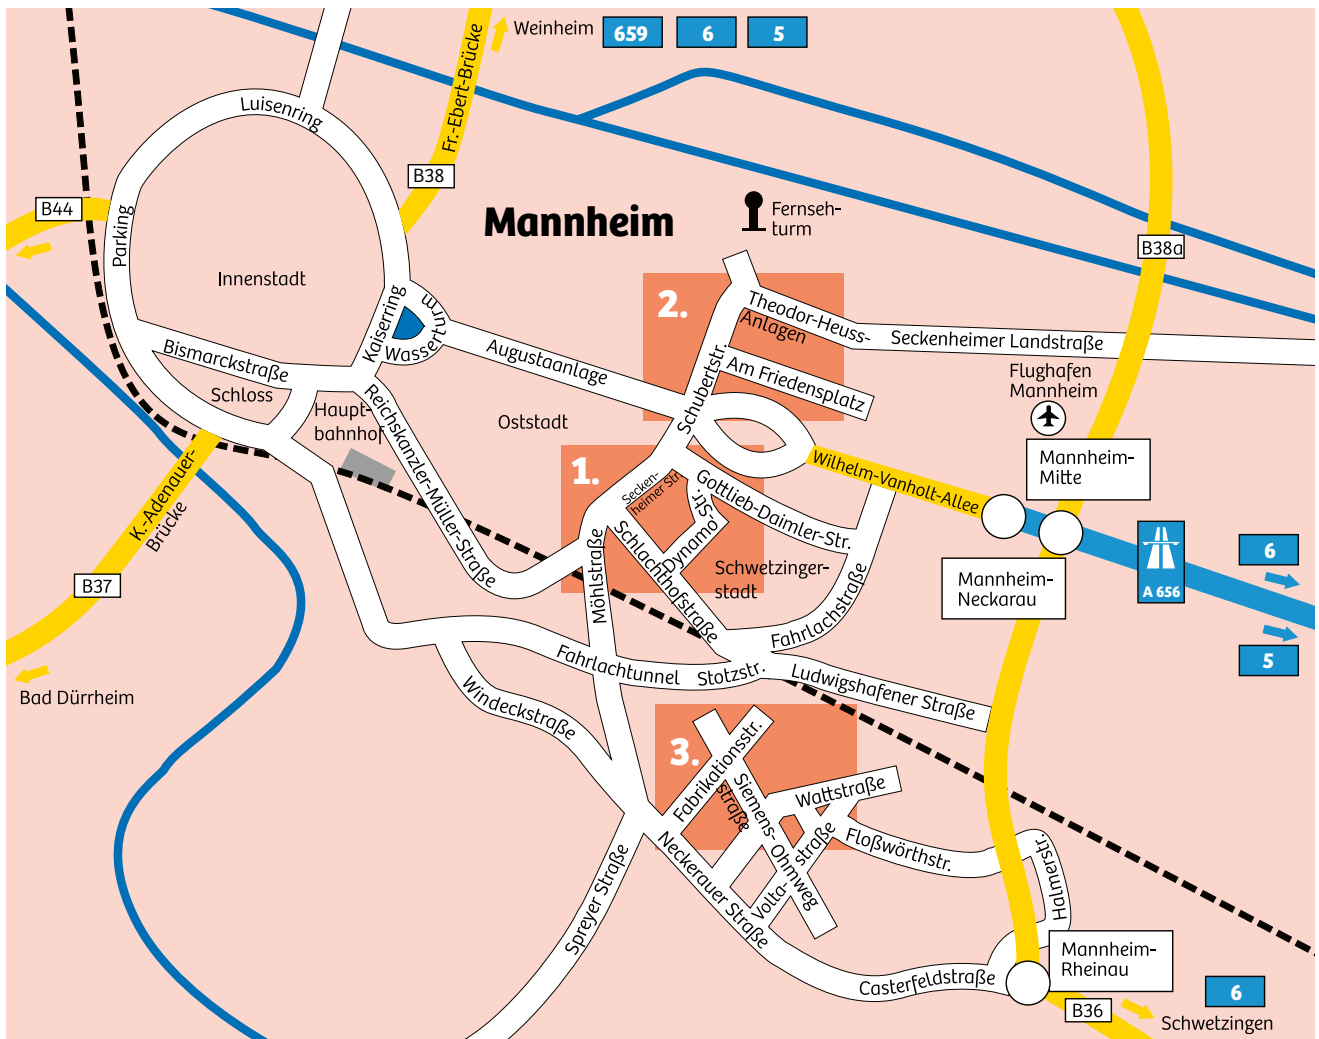 Weinheim
659
6
5
Luisenring
Fr.-Ebert-Brücke
B38
B44
Parking
Mannheim
Fernseh-
turm
B38a
Innenstadt
Kaiserring
Wasserturm
2.
Theodor-Heuss-
Anlagen
Seckenheimer Landstraße
Bismarckstraße
Augustaanlage
Schubertstr.
Am Friedensplatz
Flughafen
Mannheim
Schloss
Haupt-
bahnhof
Oststadt
Reichskanzler-Müller-Straße
Mannheim-
Mitte
K.-Adenauer-
Brücke
1.
Secken-
heimer Str.
Gottlieb-Daimler-Str.
Wilhelm-Vanholt-Allee
Dynamostr.
Schlachthofstraße
Möhlstraße
Schwetzinger-
stadt
Fahrlachstraße
A 656
6
5
Mannheim-
Neckarau
B37
Bad Dürrheim
Fahrlachtunnel
Stotzstr.
Ludwigshafener Straße
Windeckstraße
3.
Fabrikationsstr.
Siemens-
straße
Ohmweg
Wattstraße
Volta-
straße
Floßwörthstr.
Halmerstr.
Neckerauer Straße
Spreyer Straße
Casterfeldstraße
Mannheim-
Rheinau
B36
6
Schwetzingen